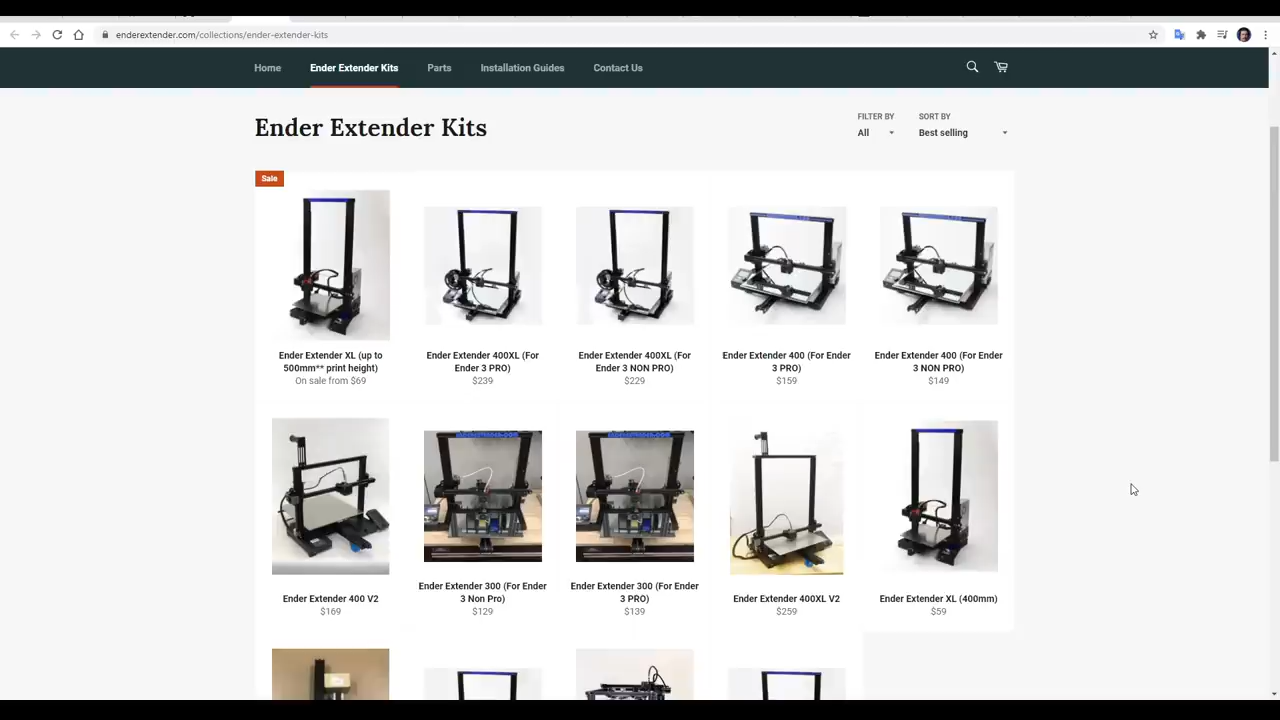 enderextender.com/collections/ender-extender-kits
Home
Ender Extender Kits
Parts
Installation Guides
Contact Us
Ender Extender Kits
FILTER BY
All
SORT BY
Best selling
Sale
Ender Extender XL (up to
500mm** print height)
On sale from $69
Ender Extender 400XL (For
Ender 3 PRO)
$239
Ender Extender 400XL (For
Ender 3 NON PRO)
$229
Ender Extender 400 (For Ender
3 PRO)
$159
Ender Extender 400 (For Ender
3 NON PRO)
$149
Ender Extender 400 V2
$169
Ender Extender 300 (For Ender
3 Non Pro)
$129
Ender Extender 300 (For Ender
3 PRO)
$139
Ender Extender 400XL V2
$259
Ender Extender XL (400mm)
$59